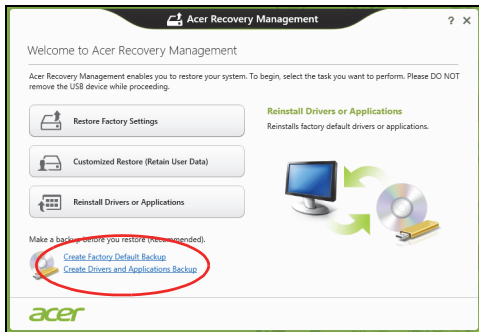 Acer Recovery Management
? X
Welcome to Acer Recovery Management
Acer Recovery Management enables you to restore your system. To begin, select the task you want to perform. Please DO NOT
remove the USB device while proceeding.
Restore Factory Settings
Customized Restore (Retain User Data)
Reinstall Drivers or Applications
Reinstall Drivers or Applications
Reinstalls factory default drivers or applications.
Make a backup before you restore (Recommended).
Create Factory Default Backup
Create Drivers and Applications Backup
acer